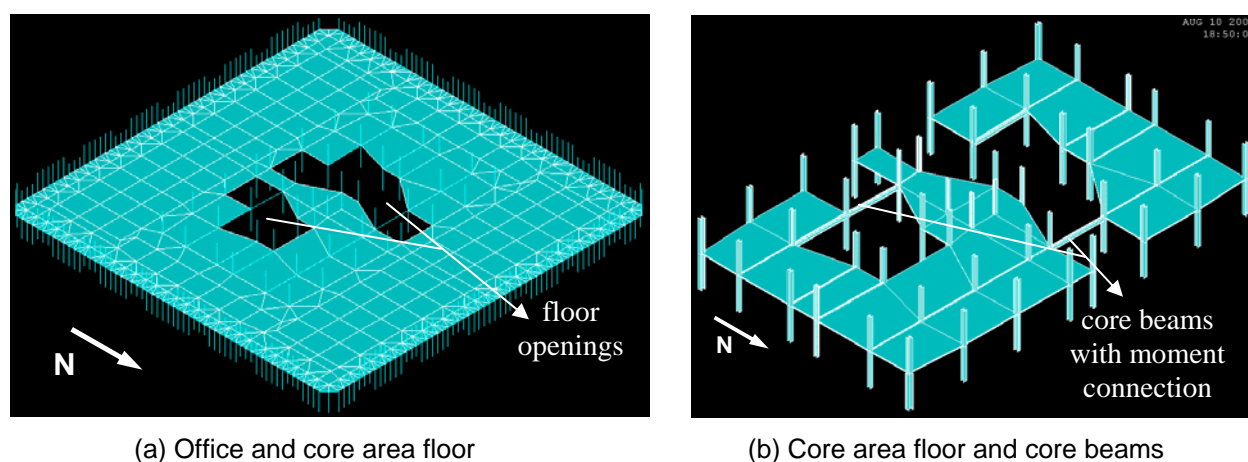 AUG 10 200
18:50:0
floor
openings
N
core beams
with moment
connection
N
(a) Office and core area floor
(b) Core area floor and core beams